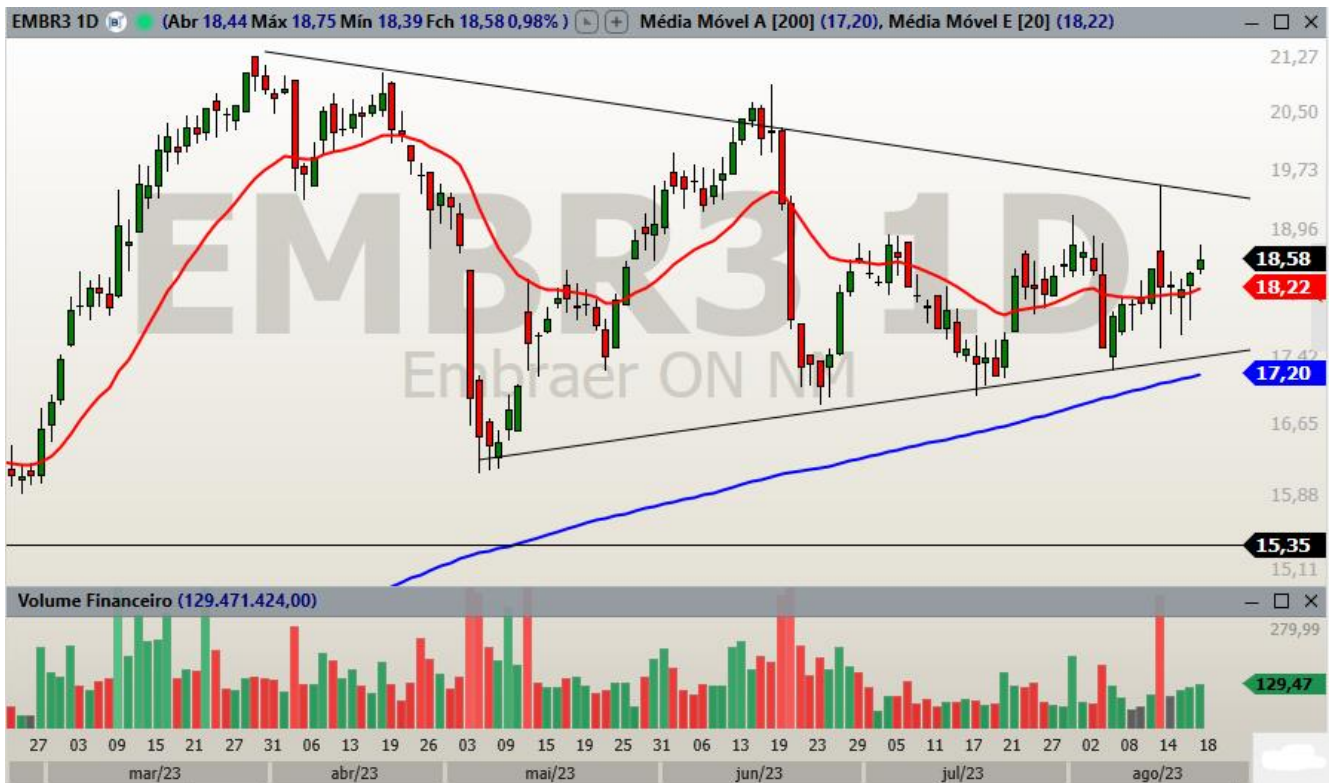 EMBR3 1D (Abr 18,44 Máx 18,75 Mín 18,39 Fch 18,58 0,98% ) Média Móvel A [200] (17,20), Média Móvel E [20] (18,22)
21,27
20,50
19,73
EMBR3 1D
18,96
18,58
18,22
Embraer ON NM
17,42
17,20
16,65
15,88
15,35
15,11
Volume Financeiro (129.471.424,00)
279,99
129,47
27 03 09 15 21 27 31 06 13 19 26 03 09 15 19 25 31 06 13 19 23 29 05 11 17 21 27 02 08 14 18
mar/23 abr/23 mai/23 jun/23 jul/23 ago/23